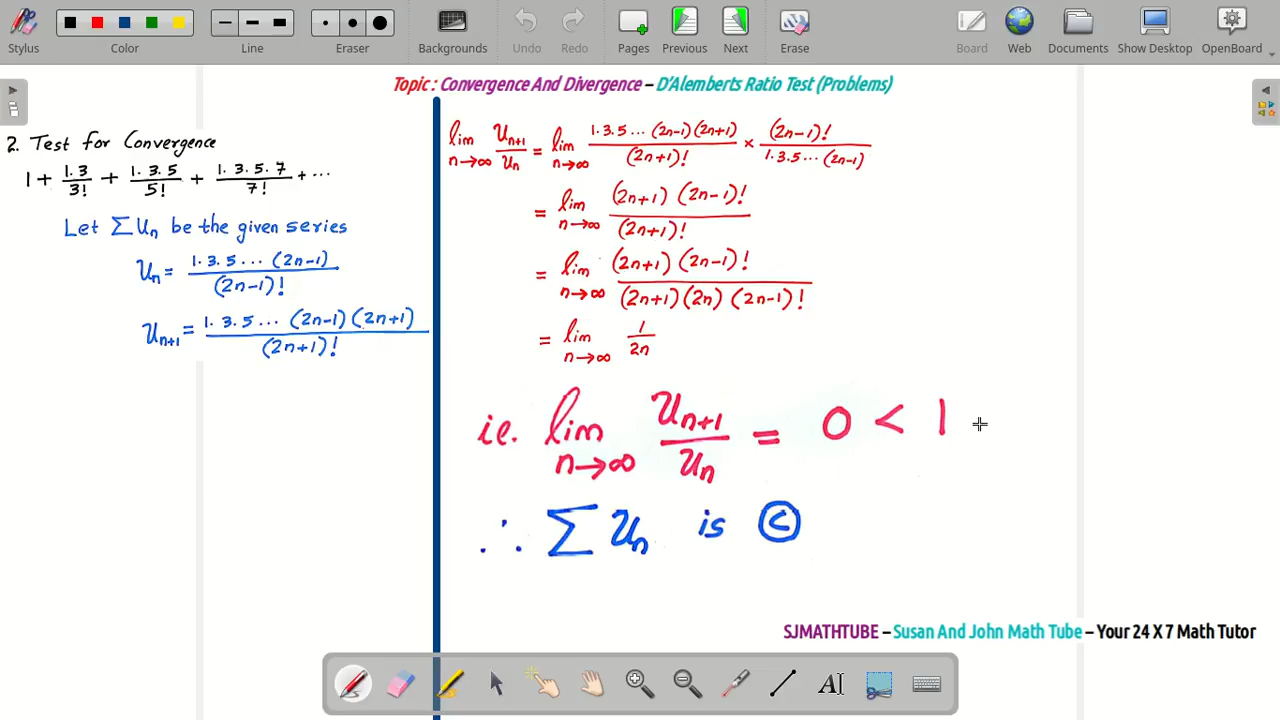 Stylus Color Line Eraser Backgrounds Undo Redo Pages Previous Next Erase Board Web Documents Show Desktop OpenBoard
Topic : Convergence And Divergence – D'Alemberts Ratio Test (Problems)
2. Test for Convergence
1 + 1.3/3! + 1.3.5/5! + 1.3.5.7/7! + ...
Let ΣUn be the given series
Un = 1.3.5... (2n-1) / (2n-1)!
Un+1 = 1.3.5... (2n-1)(2n+1) / (2n+1)!
lim n→∞ Un+1/Un = lim n→∞ 1.3.5... (2n-1)(2n+1) / (2n+1)! × (2n-1)! / 1.3.5... (2n-1)
= lim n→∞ (2n+1) (2n-1)! / (2n+1)!
= lim n→∞ (2n+1) (2n-1)! / (2n+1)(2n) (2n-1)!
= lim n→∞ 1/2n
ie. lim n→∞ Un+1/Un = 0 < 1
∴ Σ Un is Ⓒ
SJMATHTUBE – Susan And John Math Tube – Your 24 X 7 Math Tutor